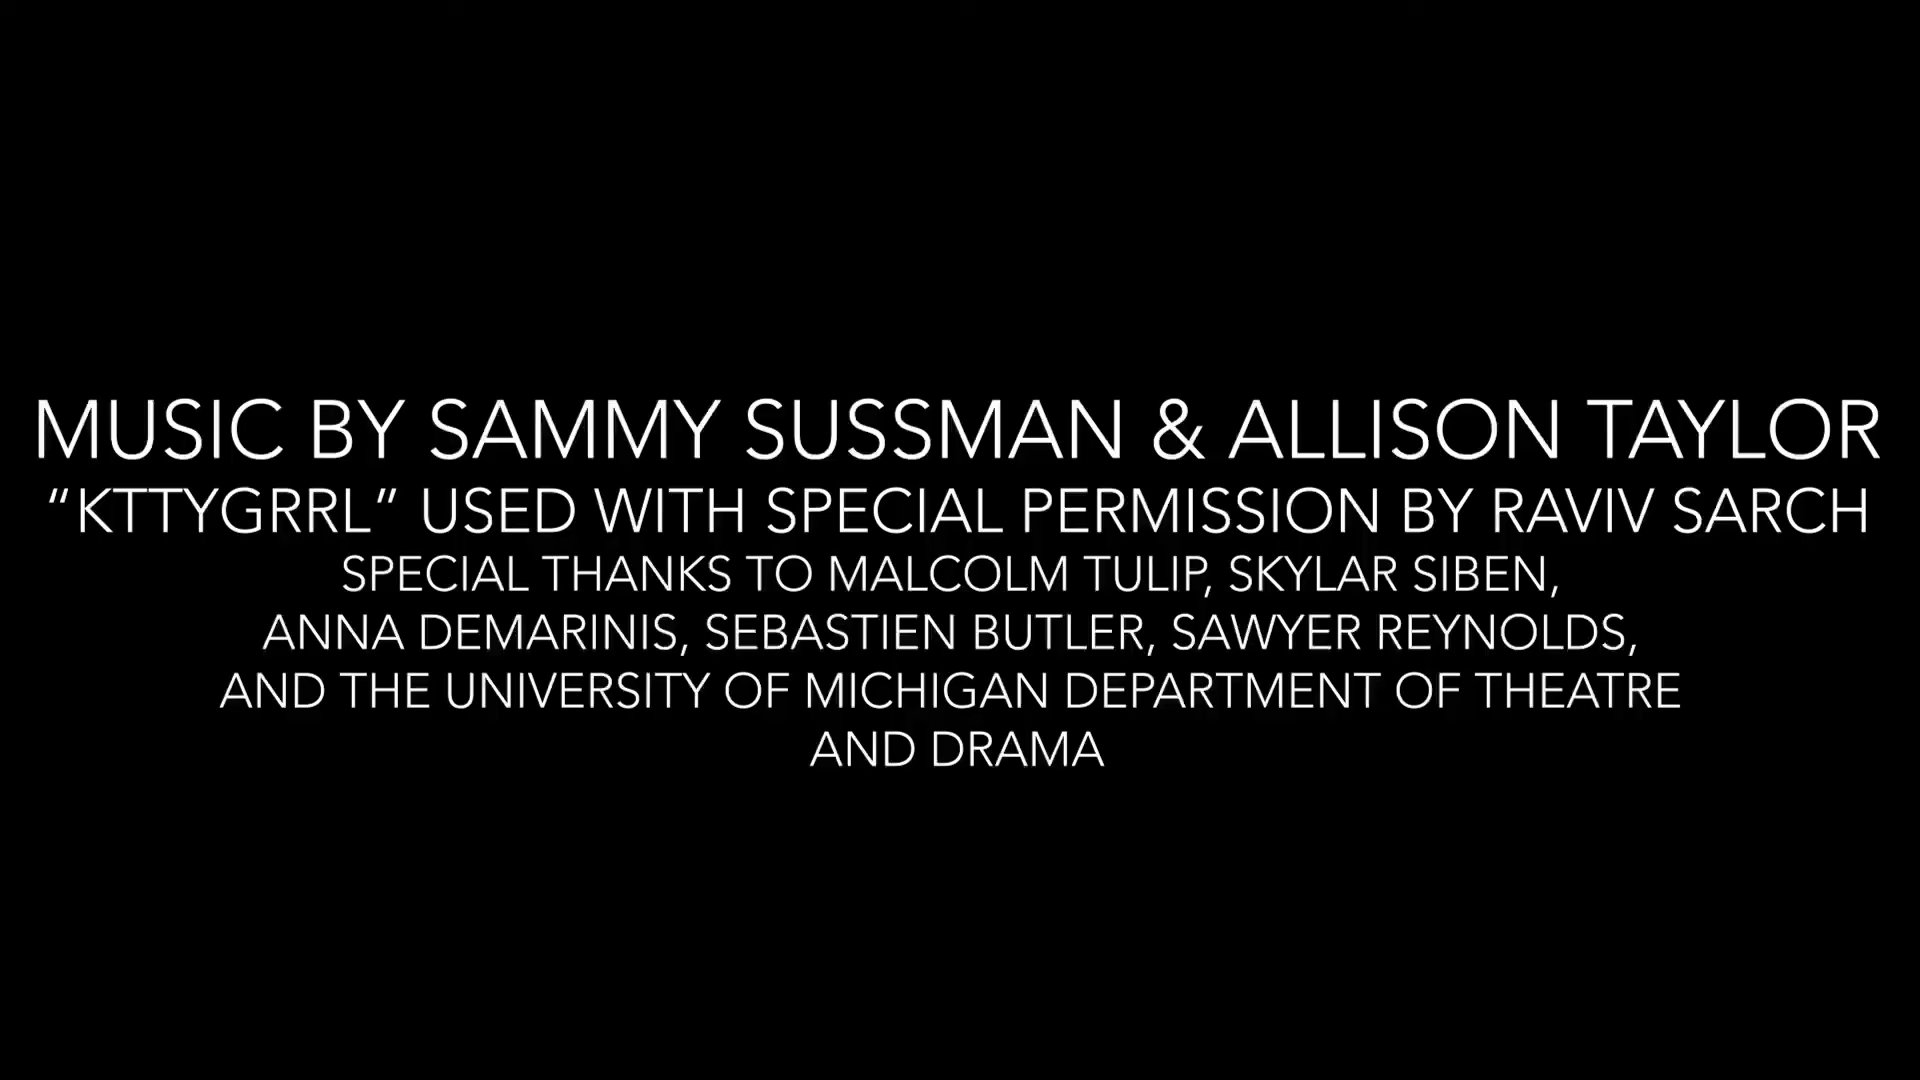 MUSIC BY SAMMY SUSSMAN & ALLISON TAYLOR
“KTTYGRRL” USED WITH SPECIAL PERMISSION BY RAVIV SARCH
SPECIAL THANKS TO MALCOLM TULIP, SKYLAR SIBEN,
ANNA DEMARINIS, SEBASTIEN BUTLER, SAWYER REYNOLDS,
AND THE UNIVERSITY OF MICHIGAN DEPARTMENT OF THEATRE
AND DRAMA